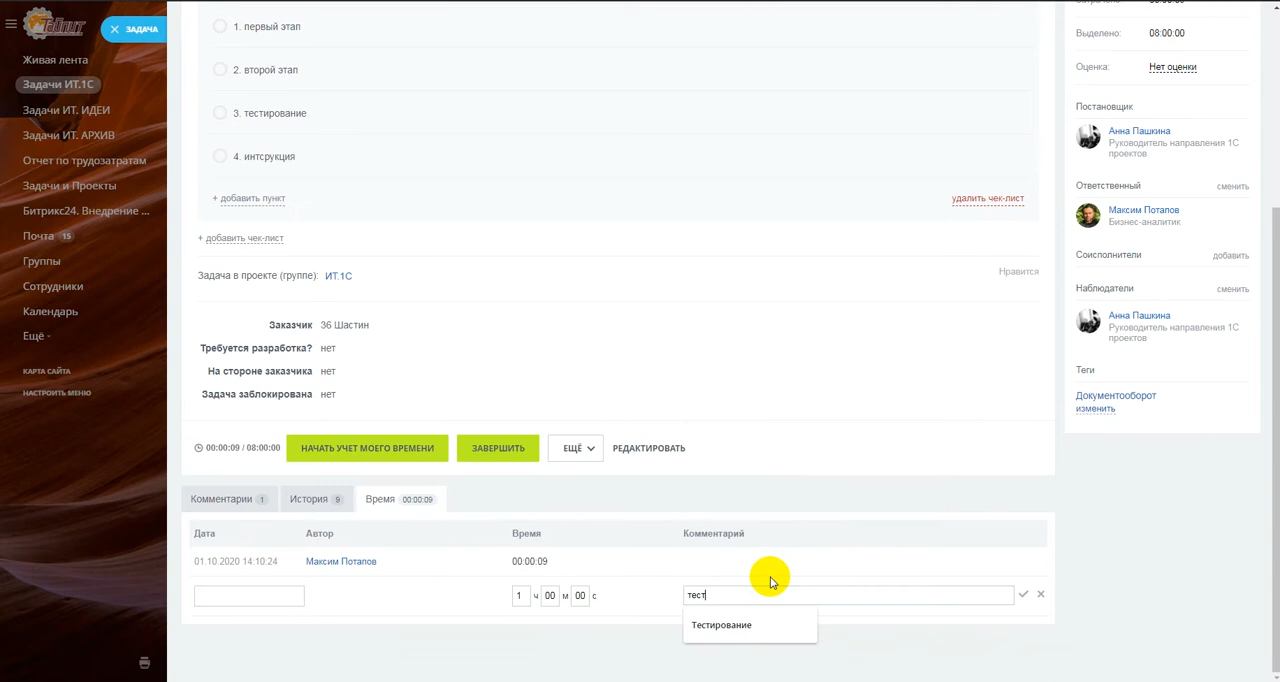 ЗАДАЧА
Живая лента
Задачи ИТ.1С
Задачи ИТ. ИДЕИ
Задачи ИТ. АРХИВ
Отчет по трудозатратам
Задачи и Проекты
Битрикс24. Внедрение ...
Почта 15
Группы
Сотрудники
Календарь
Ещё
КАРТА САЙТА
НАСТРОИТЬ МЕНЮ
1. первый этап
2. второй этап
3. тестирование
4. интсрукция
+ добавить пункт
удалить чек-лист
+ добавить чек-лист
Задача в проекте (группе): ИТ.1С
Нравится
Заказчик 36 Шастин
Требуется разработка? нет
На стороне заказчика нет
Задача заблокирована нет
00:00:09 / 08:00:00
НАЧАТЬ УЧЕТ МОЕГО ВРЕМЕНИ
ЗАВЕРШИТЬ
ЕЩЁ
РЕДАКТИРОВАТЬ
Комментарии 1
История 9
Время 00:00:09
Дата Автор Время Комментарий
01.10.2020 14:10:24 Максим Потапов 00:00:09
1 ч 00 м 00 с тест
Тестирование
Выделено: 08:00:00
Оценка: Нет оценки
Постановщик
Анна Пашкина
Руководитель направления 1С
проектов
Ответственный сменить
Максим Потапов
Бизнес-аналитик
Соисполнители добавить
Наблюдатели сменить
Анна Пашкина
Руководитель направления 1С
проектов
Теги
Документооборот
изменить